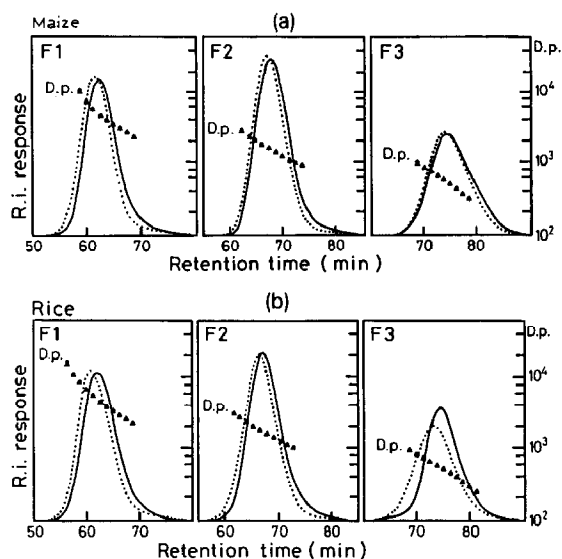 Maize
(a)
F1
F2
F3
D.p.
D.p.
D.p.
D.p.
R.i. response
10⁴
10³
10²
50 60 70
60 70 80
70 80
Retention time (min)
Rice
(b)
F1
F2
F3
D.p.
D.p.
D.p.
D.p.
R.i. response
10⁴
10³
10²
50 60 70
60 70 80
70 80
Retention time (min)